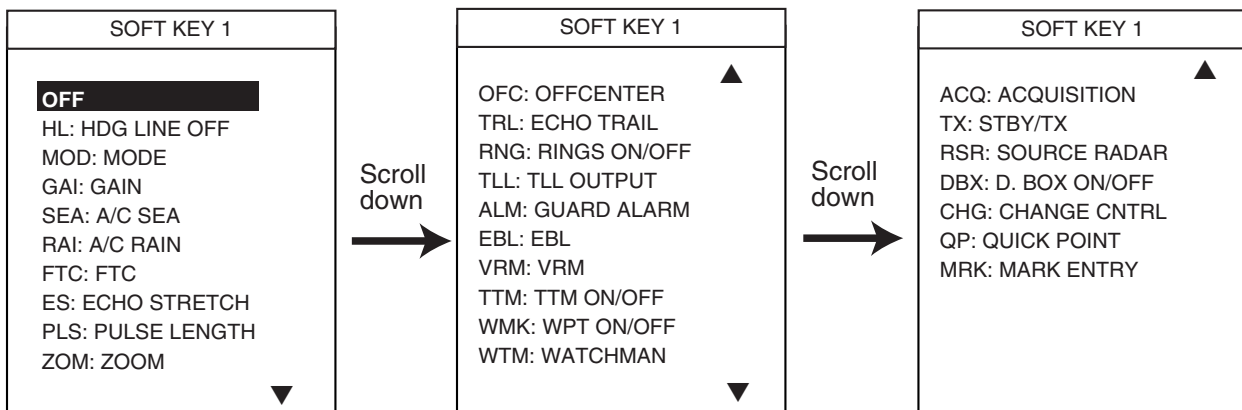 SOFT KEY 1
OFF
HL: HDG LINE OFF
MOD: MODE
GAI: GAIN
SEA: A/C SEA
RAI: A/C RAIN
FTC: FTC
ES: ECHO STRETCH
PLS: PULSE LENGTH
ZOM: ZOOM
Scroll
down
SOFT KEY 1
OFC: OFFCENTER
TRL: ECHO TRAIL
RNG: RINGS ON/OFF
TLL: TLL OUTPUT
ALM: GUARD ALARM
EBL: EBL
VRM: VRM
TTM: TTM ON/OFF
WMK: WPT ON/OFF
WTM: WATCHMAN
Scroll
down
SOFT KEY 1
ACQ: ACQUISITION
TX: STBY/TX
RSR: SOURCE RADAR
DBX: D. BOX ON/OFF
CHG: CHANGE CNTRL
QP: QUICK POINT
MRK: MARK ENTRY